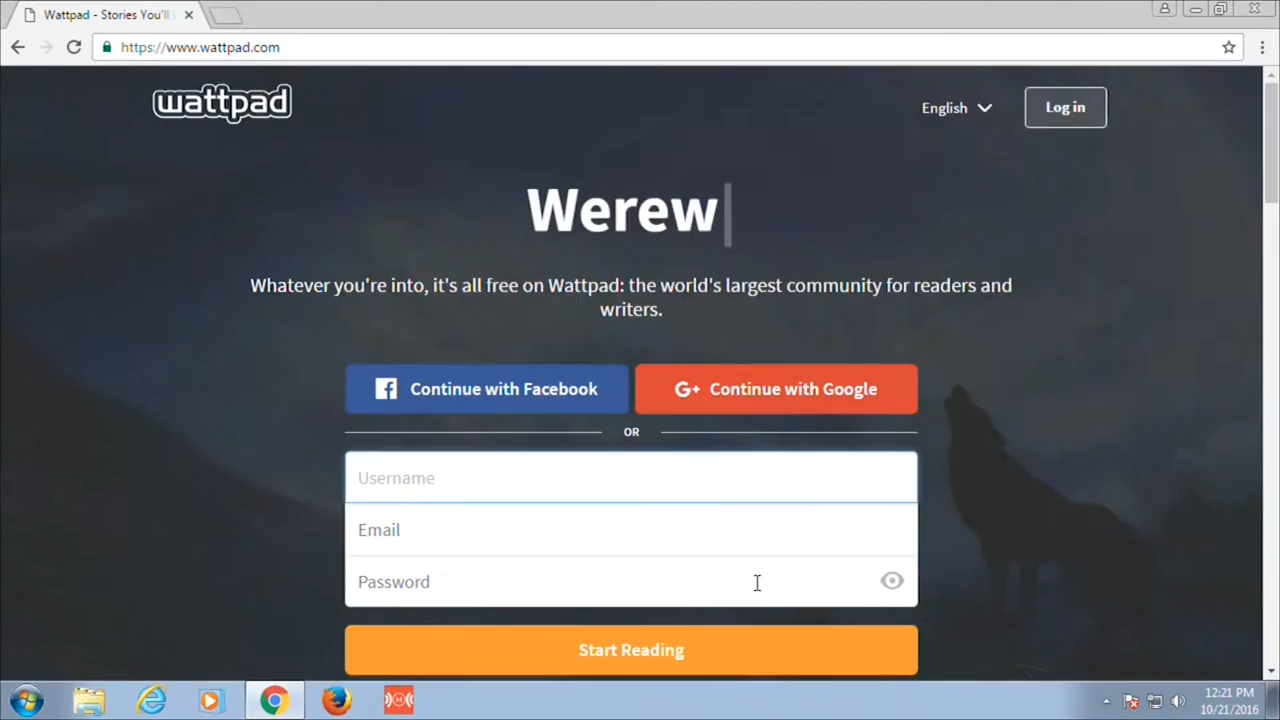 Wattpad - Stories You'll
https://www.wattpad.com
wattpad
English
Log in
Werew
Whatever you're into, it's all free on Wattpad: the world's largest community for readers and
writers.
Continue with Facebook
G+ Continue with Google
OR
Username
Email
Password
Start Reading
12:21 PM
10/21/2016